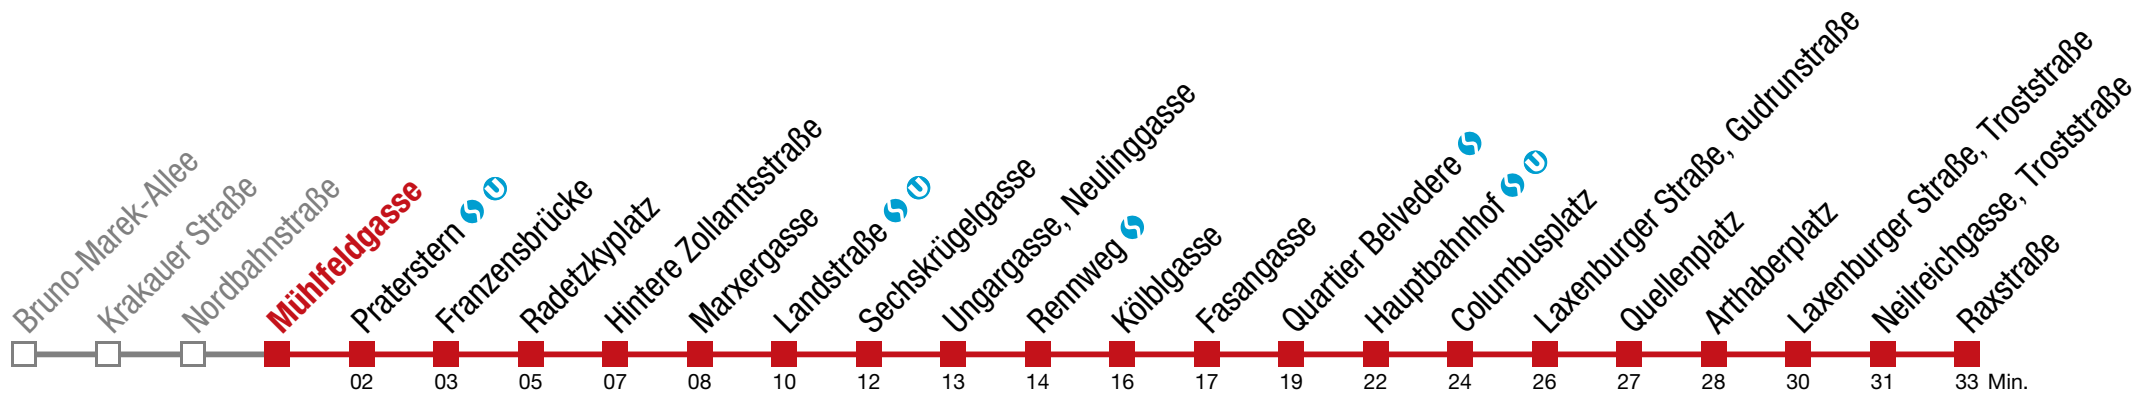 Bruno-Marek-Allee
Krakauer Straße
Nordbahnstraße
Mühlfeldgasse
Praterstern S U
Franzensbrücke
Radetzkyplatz
Hintere Zollamtsstraße
Marxergasse
Landstraße S U
Sechskrügelgasse
Ungargasse, Neulinggasse
Rennweg S
Kölblgasse
Fasangasse
Quartier Belvedere S
Hauptbahnhof S U
Columbusplatz
Laxenburger Straße, Gudrunstraße
Quellenplatz
Arthaberplatz
Laxenburger Straße, Troststraße
Neilreichgasse, Troststraße
Raxstraße
02 03 05 07 08 10 12 13 14 16 17 19 22 24 26 27 28 30 31 33 Min.